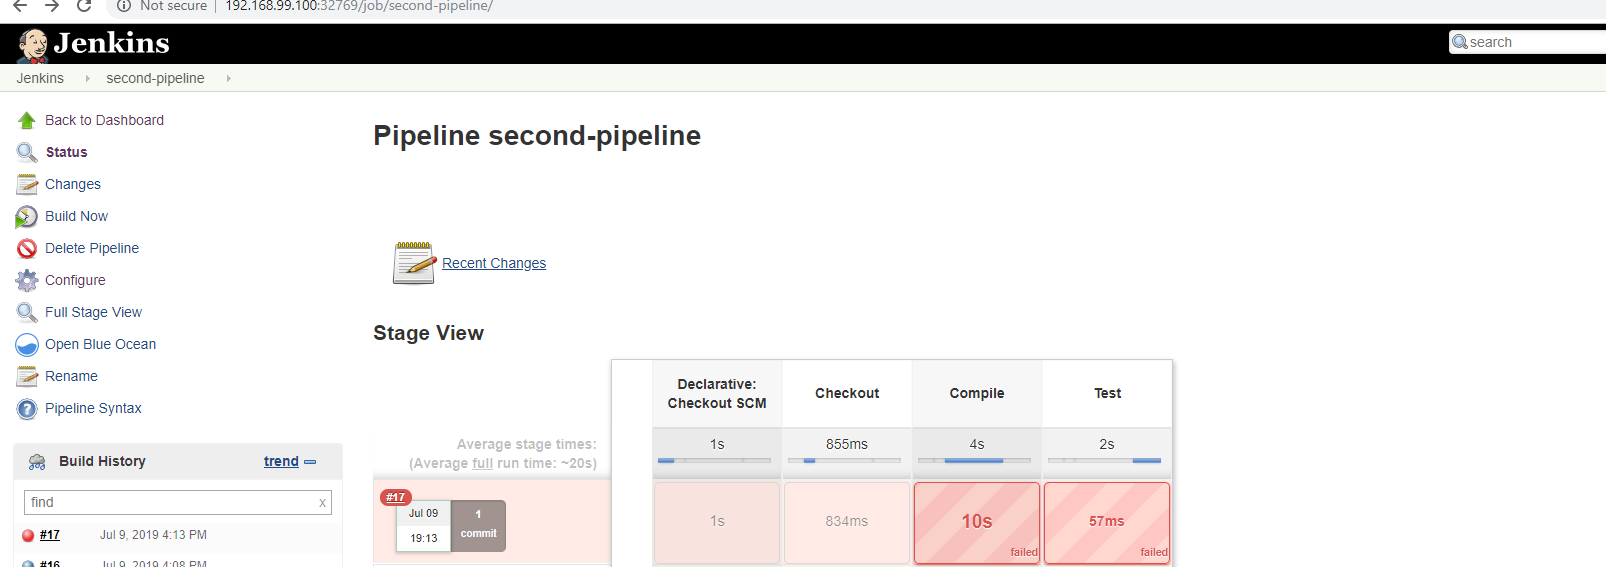 Not secure | 192.168.99.100:32769/job/second-pipeline/
Jenkins
search
Jenkins
second-pipeline
Back to Dashboard
Status
Changes
Build Now
Delete Pipeline
Configure
Full Stage View
Open Blue Ocean
Rename
Pipeline Syntax
Build History
trend
find
x
#17
Jul 9, 2019 4:13 PM
#16
Jul 9, 2019 4:08 PM
Pipeline second-pipeline
Recent Changes
Stage View
Declarative:
Checkout SCM
Checkout
Compile
Test
Average stage times:
(Average full run time: ~20s)
1s
855ms
4s
2s
#17
Jul 09
19:13
1
commit
1s
834ms
10s
failed
57ms
failed